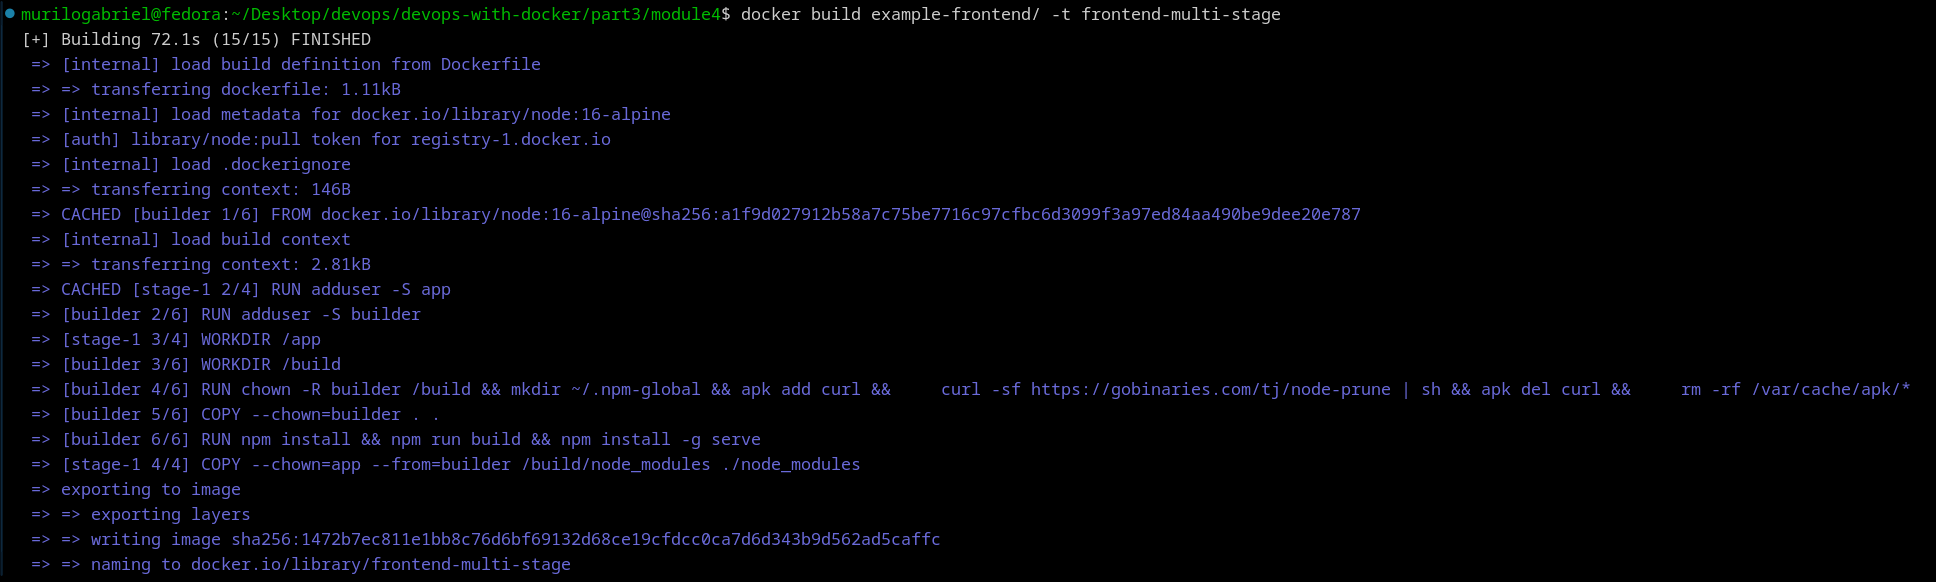 murilogabriel@fedora:~/Desktop/devops/devops-with-docker/part3/module4$ docker build example-frontend/ -t frontend-multi-stage
[+] Building 72.1s (15/15) FINISHED
=> [internal] load build definition from Dockerfile
=> => transferring dockerfile: 1.11kB
=> [internal] load metadata for docker.io/library/node:16-alpine
=> [auth] library/node:pull token for registry-1.docker.io
=> [internal] load .dockerignore
=> => transferring context: 146B
=> CACHED [builder 1/6] FROM docker.io/library/node:16-alpine@sha256:a1f9d027912b58a7c75be7716c97cfbc6d3099f3a97ed84aa490be9dee20e787
=> [internal] load build context
=> => transferring context: 2.81kB
=> CACHED [stage-1 2/4] RUN adduser -S app
=> [builder 2/6] RUN adduser -S builder
=> [stage-1 3/4] WORKDIR /app
=> [builder 3/6] WORKDIR /build
=> [builder 4/6] RUN chown -R builder /build && mkdir ~/.npm-global && apk add curl &&     curl -sf https://gobinaries.com/tj/node-prune | sh && apk del curl &&     rm -rf /var/cache/apk/*
=> [builder 5/6] COPY --chown=builder . .
=> [builder 6/6] RUN npm install && npm run build && npm install -g serve
=> [stage-1 4/4] COPY --chown=app --from=builder /build/node_modules ./node_modules
=> exporting to image
=> => exporting layers
=> => writing image sha256:1472b7ec811e1bb8c76d6bf69132d68ce19cfdcc0ca7d6d343b9d562ad5caffc
=> => naming to docker.io/library/frontend-multi-stage